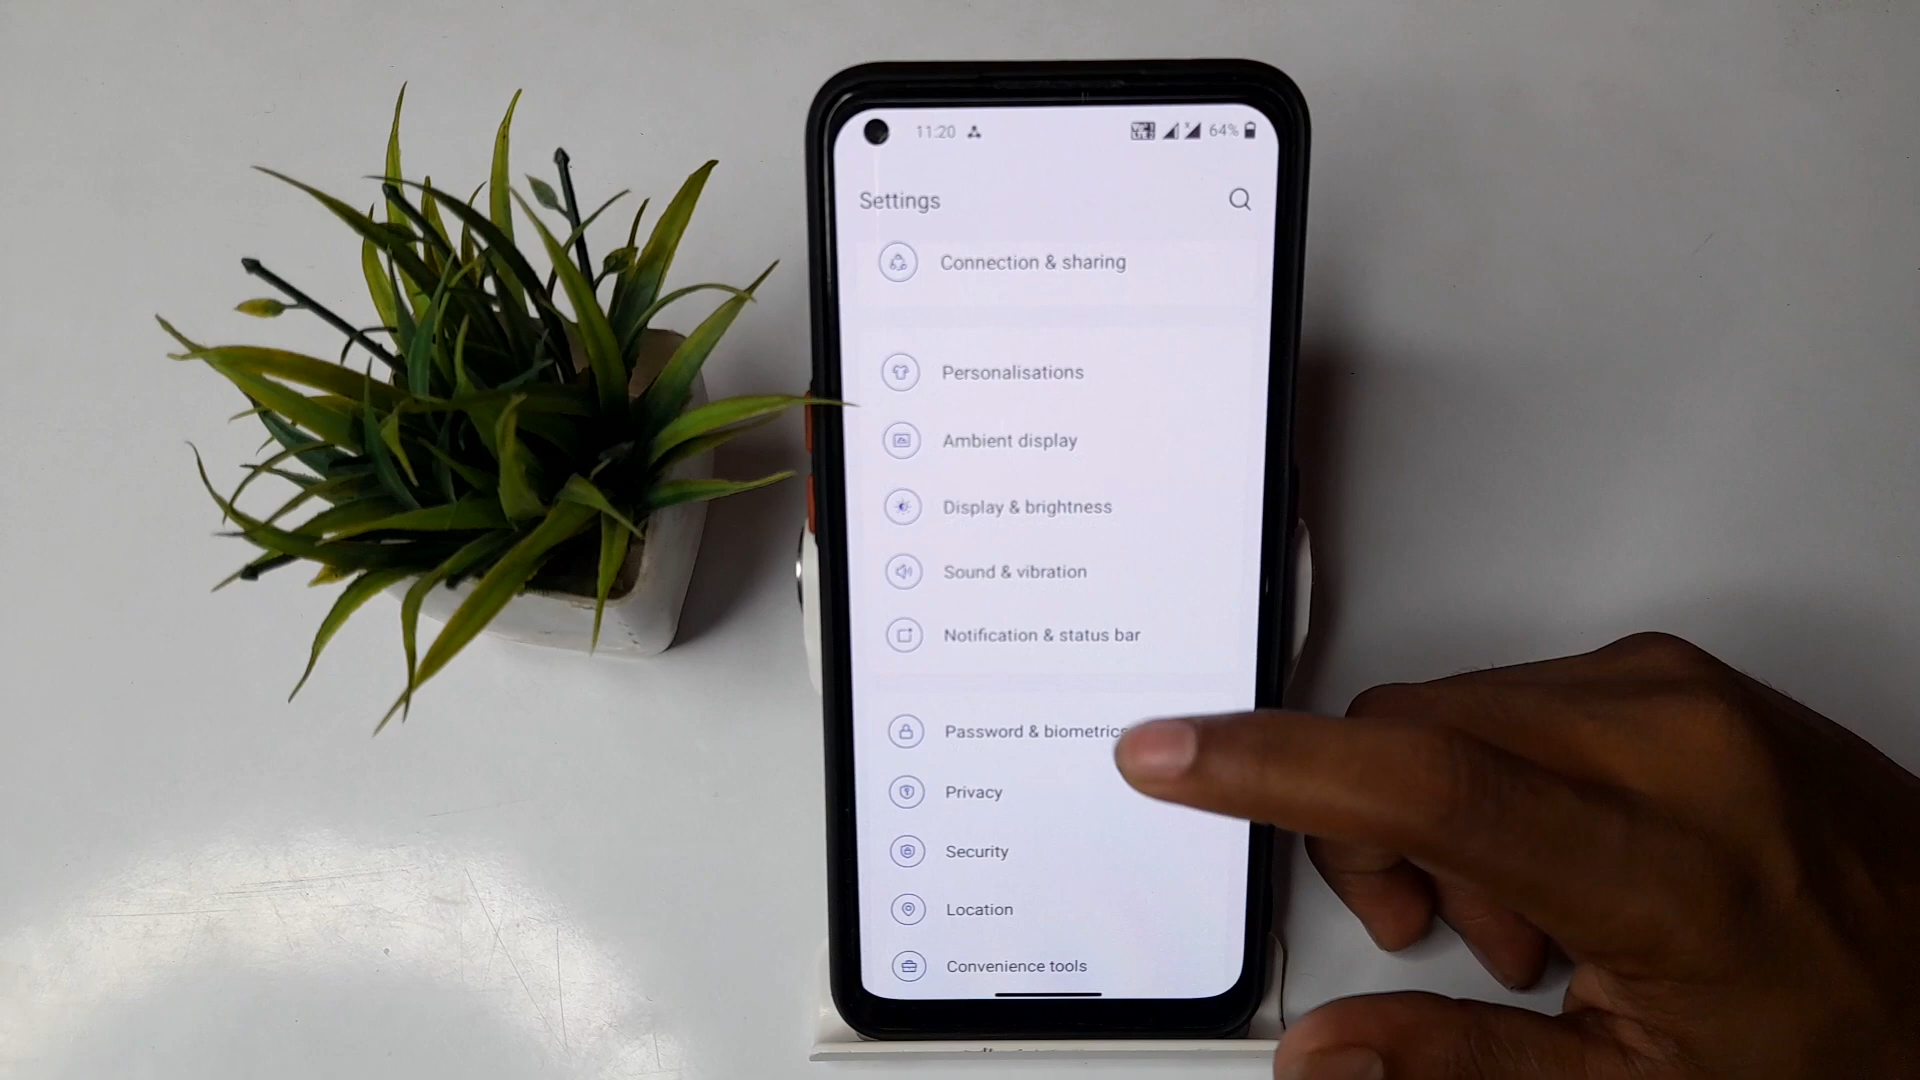 11:20
64%
Settings
Connection & sharing
Personalisations
Ambient display
Display & brightness
Sound & vibration
Notification & status bar
Password & biometrics
Privacy
Security
Location
Convenience tools